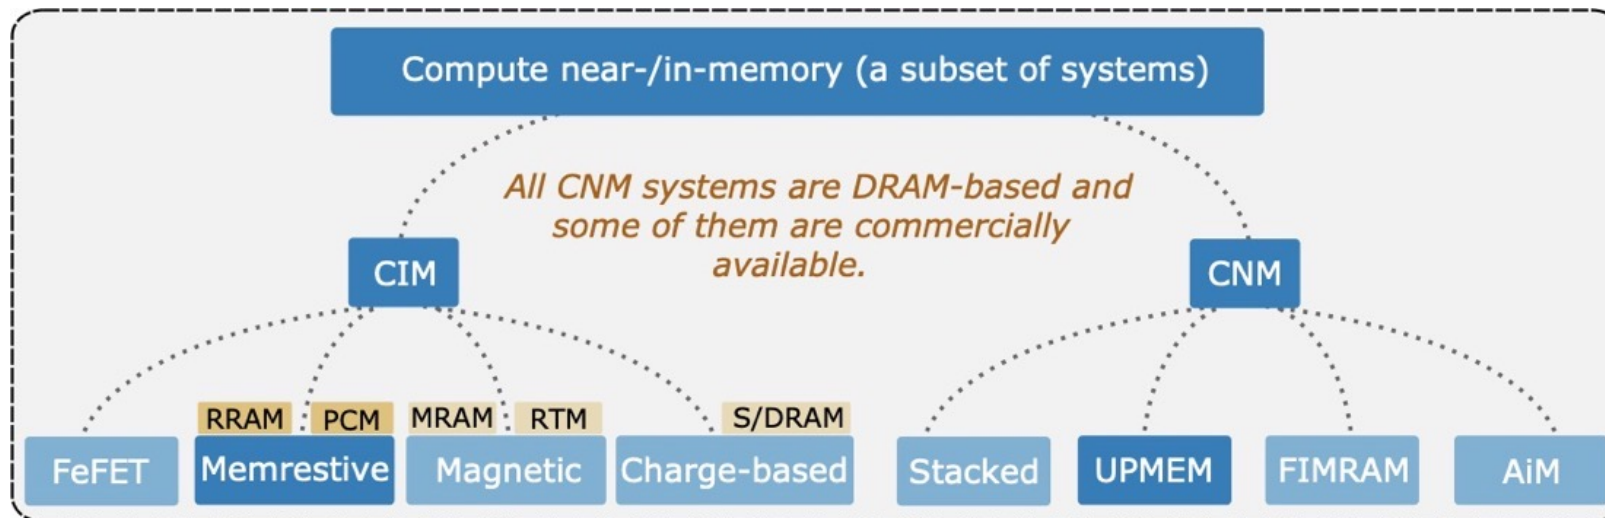 Compute near-/in-memory (a subset of systems)
All CNM systems are DRAM-based and
some of them are commercially
available.
CIM
CNM
RRAM PCM MRAM RTM S/DRAM
FeFET Memrestive Magnetic Charge-based Stacked UPMEM FIMRAM AiM